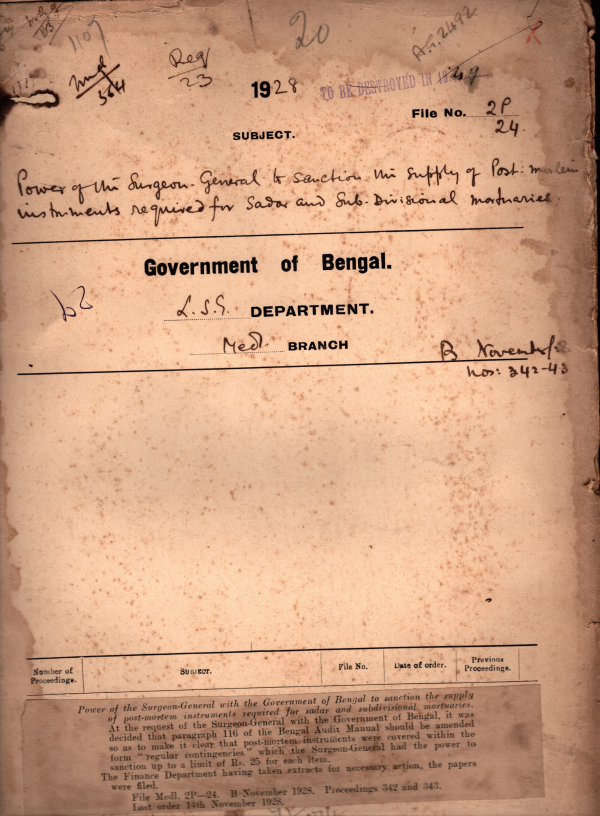 1107
20
A.. 2492
Med
564
Req
23
1928
TO BE DESTROYED IN 19 47
File No. 2P
24.
SUBJECT.
Power of the Surgeon-General to sanction the supply of Post-mortem
instruments required for Sadar and Sub-Divisional mortuaries.
Government of Bengal.
L.S.G. DEPARTMENT.
Medl. BRANCH
B November/28
Nos: 342-43
Number of Proceedings. SUBJECT. File No. Date of order. Previous Proceedings.
Power of the Surgeon-General with the Government of Bengal to sanction the supply
of post-mortem instruments required for sadar and subdivisional mortuaries.
At the request of the Surgeon-General with the Government of Bengal, it was
decided that paragraph 116 of the Bengal Audit Manual should be amended
so as to make it clear that post-mortem instruments were covered within the
form "regular contingencies" which the Surgeon-General had the power to
sanction up to a limit of Rs. 25 for each item.
The Finance Department having taken extracts for necessary action, the papers
were filed.
File Medl. 2P—24. B November 1928. Proceedings 342 and 343.
Last order 14th November 1928.